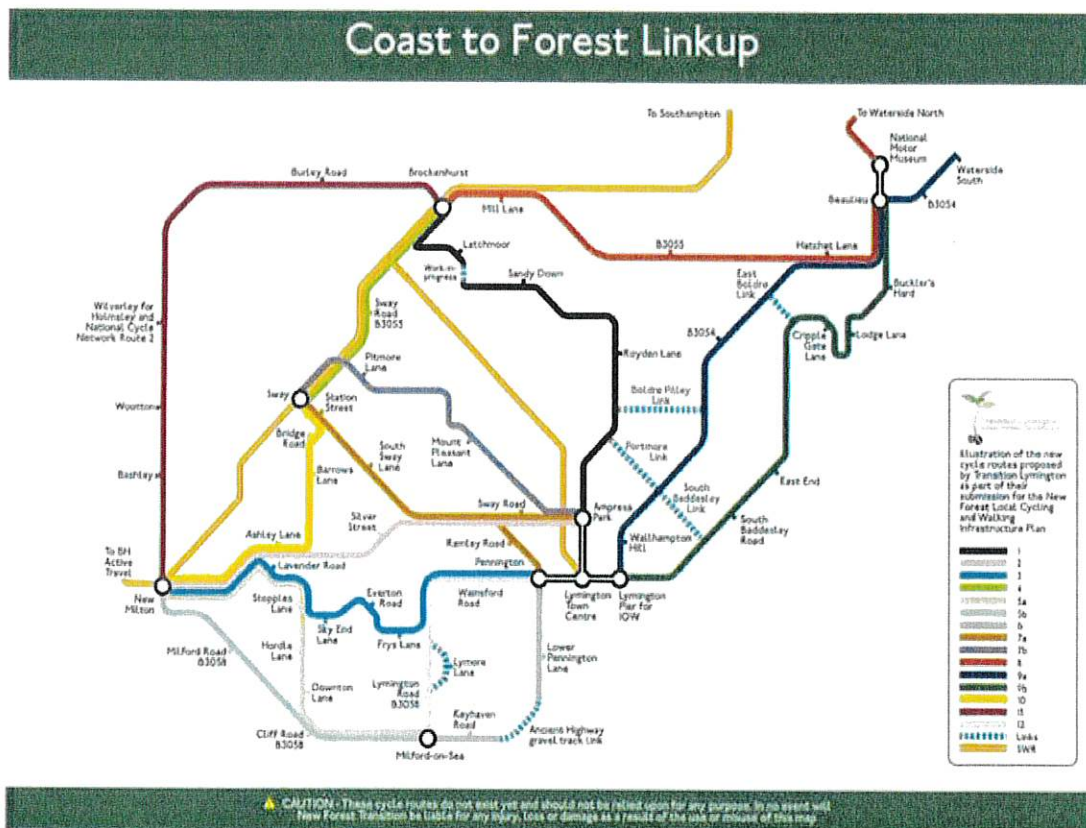 Coast to Forest Linkup
To Southampton
To Waterside North
National
Motor
Museum
Waterside
South
B3054
Beaulieu
Burley Road
Brockenhurst
Mill Lane
Latchmoor
Work-in-
progress
Sandy Down
B3055
Hatchet Lane
East
Boldre
Link
Buckler's
Hard
Wilverley for
Holmsley and
National Cycle
Network Route 2
Sway
Road
B3055
B3054
Cripple
Gate
Lane
Lodge Lane
Pitmore
Lane
Royden Lane
Sway
Station
Street
Boldre Pilley
Link
Wootton
Bridge
Road
South
Sway
Lane
Mount
Pleasant
Lane
Portmore
Link
Bashley
Barrows
Lane
South
Baddesley
Link
East End
Silver
Street
Sway Road
Ampress
Park
South
Baddesley
Road
Ashley Lane
Ramley Road
Walhampton
Hill
To BH
Active
Travel
Lavender Road
Pennington
New
Milton
Stopples
Lane
Everton
Road
Wainsford
Road
Lymington
Town
Centre
Lymington
Pier for
IOW
Sky End
Lane
Frys Lane
Milford Road
B3058
Hordle
Lane
Lymore
Lane
Lower
Pennington
Lane
Downton
Lane
Lymington
Road
B3058
Keyhaven
Road
Cliff Road
B3058
Milford-on-Sea
Ancient Highway
gravel track link
Illustration of the new
cycle routes proposed
by Transition Lymington
as part of their
submission for the New
Forest Local Cycling
and Walking
Infrastructure Plan
1
2
3
4
5a
5b
6
7a
7b
8
9a
9b
10
11
12
Links
SWR
CAUTION - These cycle routes do not exist yet and should not be relied upon for any purpose. In no event will
New Forest Transition be liable for any injury, loss or damage as a result of the use or misuse of this map